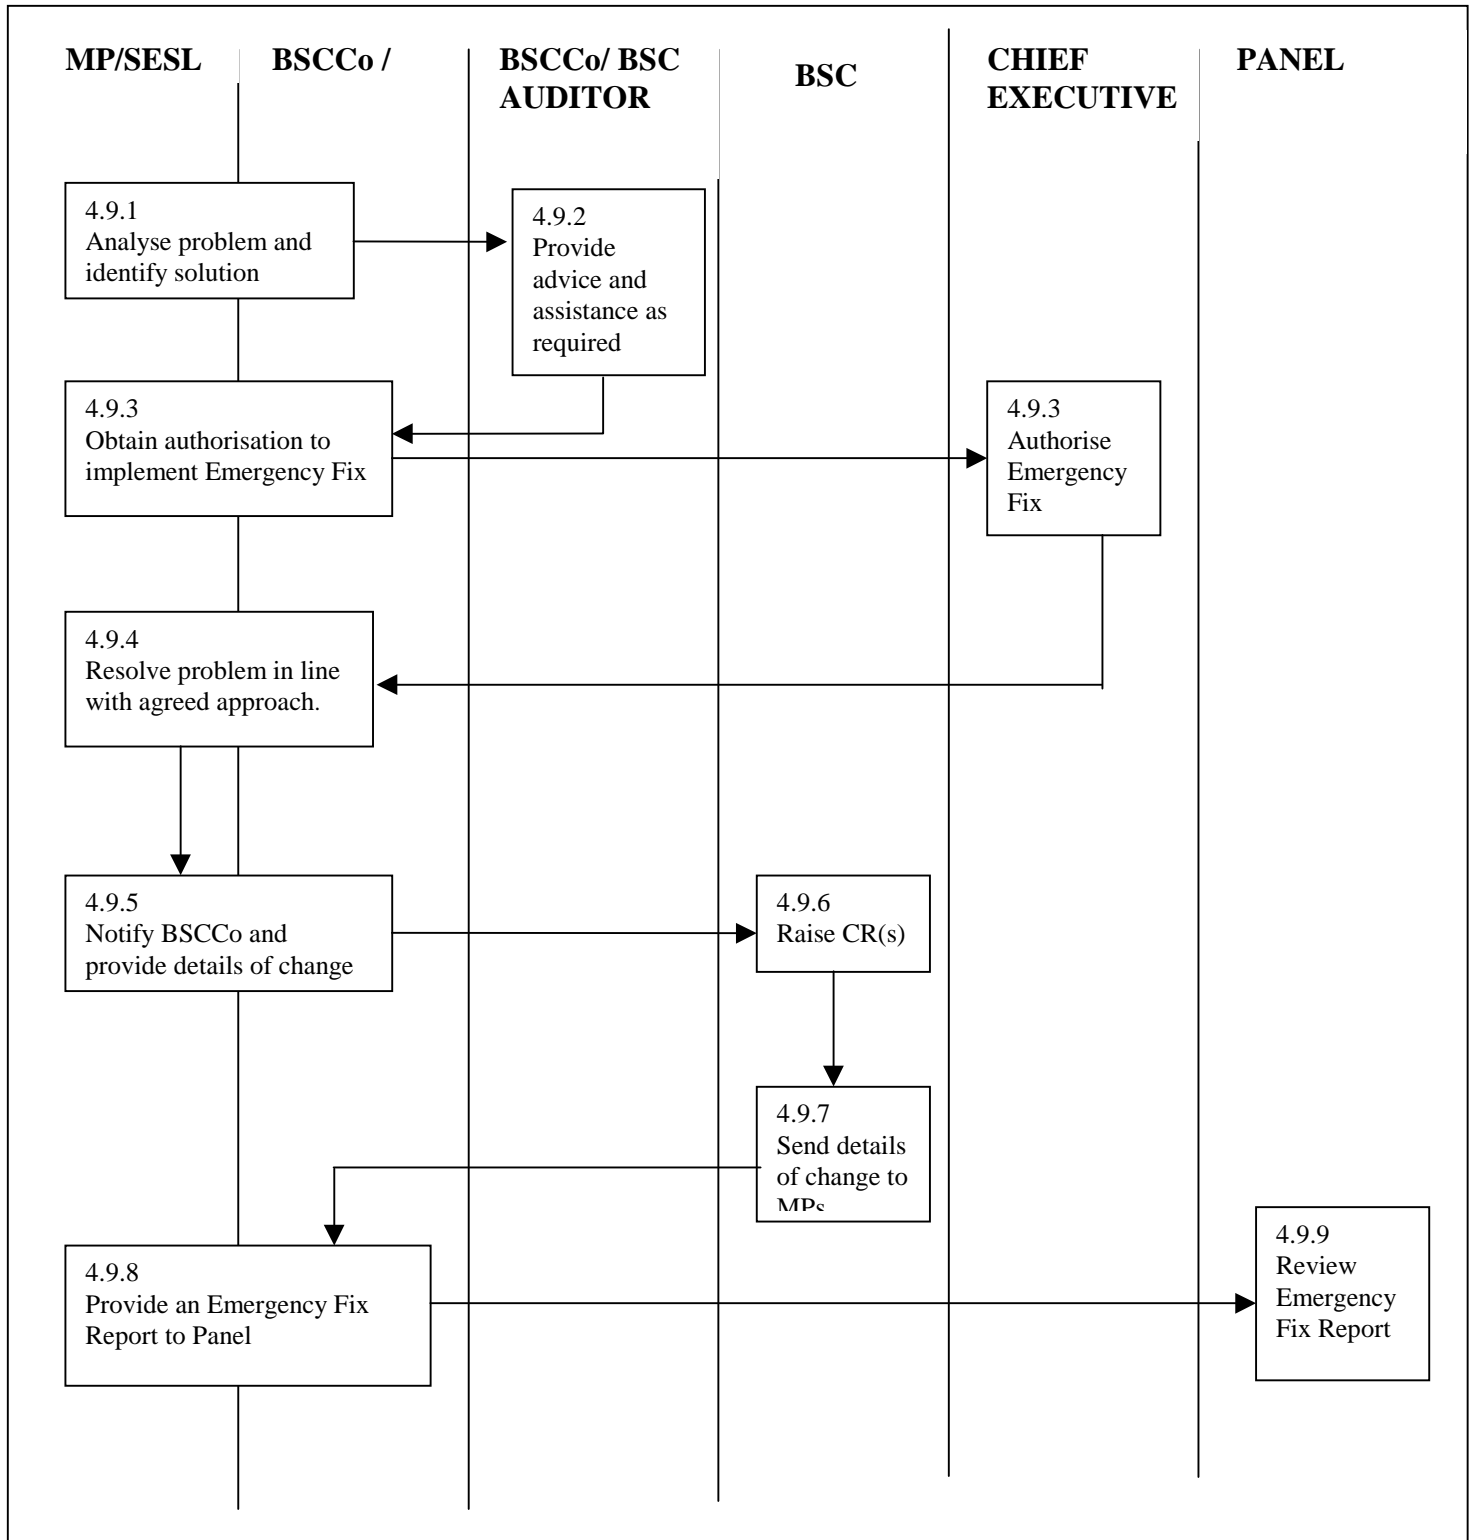 MP/SESL
BSCCo /
BSCCo/ BSC
AUDITOR
BSC
CHIEF
EXECUTIVE
PANEL
4.9.1
Analyse problem and
identify solution
4.9.2
Provide
advice and
assistance as
required
4.9.3
Obtain authorisation to
implement Emergency Fix
4.9.3
Authorise
Emergency
Fix
4.9.4
Resolve problem in line
with agreed approach.
4.9.5
Notify BSCCo and
provide details of change
4.9.6
Raise CR(s)
4.9.7
Send details
of change to
MPs
4.9.8
Provide an Emergency Fix
Report to Panel
4.9.9
Review
Emergency
Fix Report